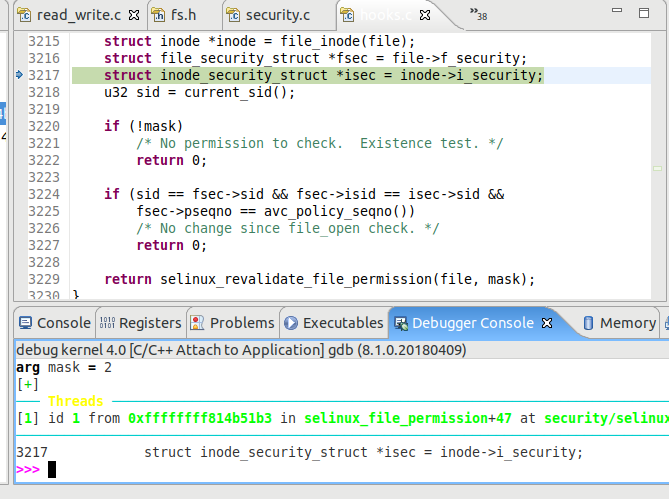 read_write.c fs.h security.c hooks.c »38
3215 struct inode *inode = file_inode(file);
3216 struct file_security_struct *fsec = file->f_security;
3217 struct inode_security_struct *isec = inode->i_security;
3218 u32 sid = current_sid();
3219
3220 if (!mask)
3221 /* No permission to check.  Existence test. */
3222 return 0;
3223
3224 if (sid == fsec->sid && fsec->isid == isec->sid &&
3225 fsec->pseqno == avc_policy_seqno())
3226 /* No change since file_open check. */
3227 return 0;
3228
3229 return selinux_revalidate_file_permission(file, mask);
3230 }
Console Registers Problems Executables Debugger Console Memory
debug kernel 4.0 [C/C++ Attach to Application] gdb (8.1.0.20180409)
arg mask = 2
[+]
Threads
[1] id 1 from 0xffffffff814b51b3 in selinux_file_permission+47 at security/selinux
3217 struct inode_security_struct *isec = inode->i_security;
>>>